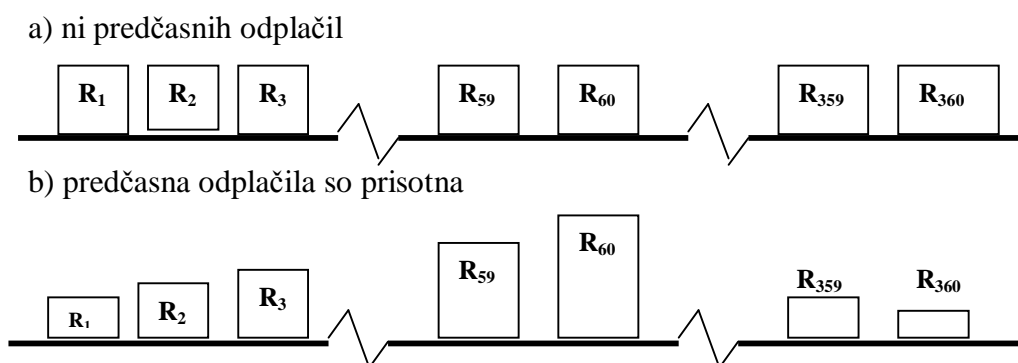 a) ni predčasnih odplačil
R₁ R₂ R₃ R₅₉ R₆₀ R₃₅₉ R₃₆₀
b) predčasna odplačila so prisotna
R₁ R₂ R₃ R₅₉ R₆₀ R₃₅₉ R₃₆₀